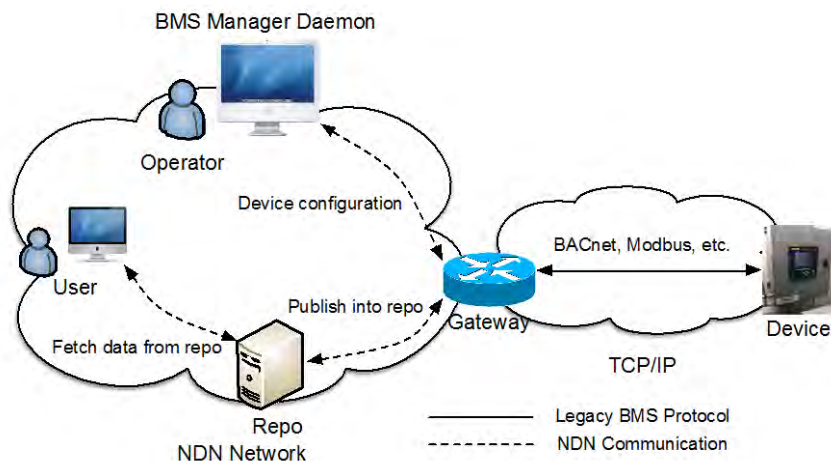 BMS Manager Daemon
Operator
Device configuration
BACnet, Modbus, etc.
User
Publish into repo
Gateway
Device
Fetch data from repo
TCP/IP
Repo
Legacy BMS Protocol
NDN Network
NDN Communication